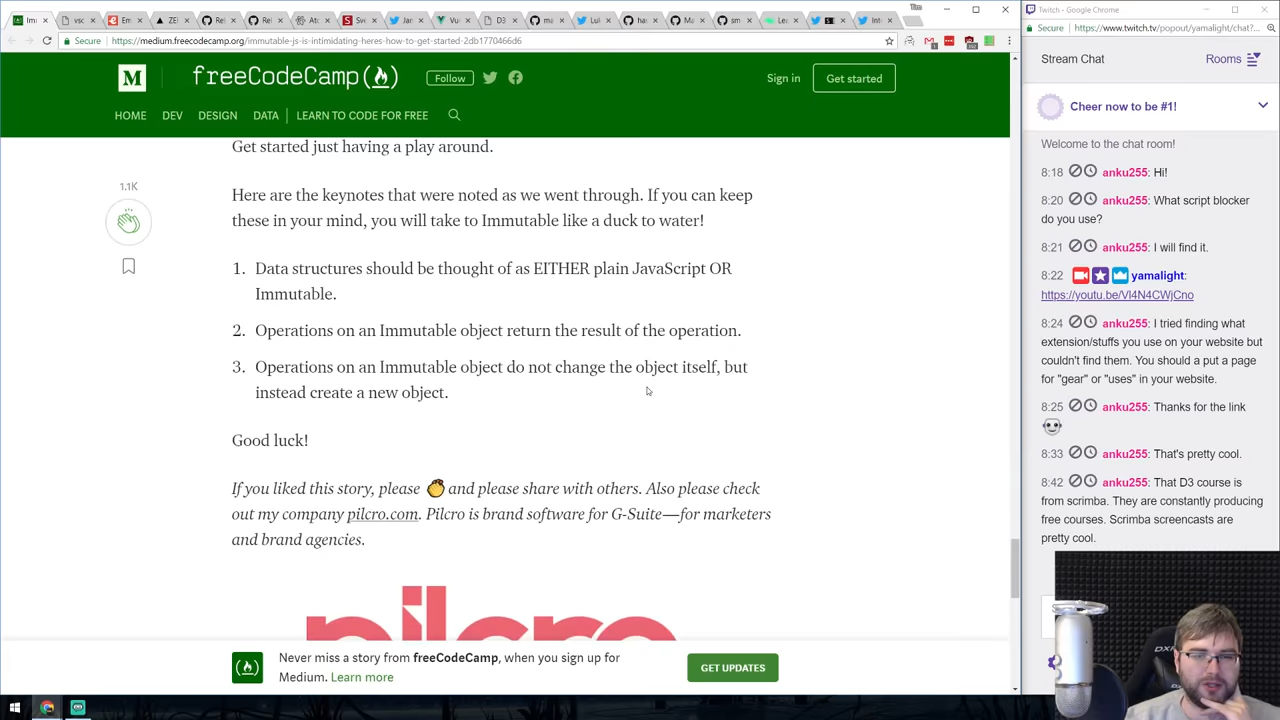 Tim
Twitch - Google Chrome
Secure
https://medium.freecodecamp.org/immutable-js-is-intimidating-heres-how-to-get-started-2db1770466d6
Secure
https://www.twitch.tv/popout/yamalight/chat?...
M
freeCodeCamp
Follow
Sign in
Get started
HOME
DEV
DESIGN
DATA
LEARN TO CODE FOR FREE
Get started just having a play around.
1.1K
Here are the keynotes that were noted as we went through. If you can keep
these in your mind, you will take to Immutable like a duck to water!
1. Data structures should be thought of as EITHER plain JavaScript OR
Immutable.
2. Operations on an Immutable object return the result of the operation.
3. Operations on an Immutable object do not change the object itself, but
instead create a new object.
Good luck!
If you liked this story, please 👏 and please share with others. Also please check
out my company pilcro.com. Pilcro is brand software for G-Suite—for marketers
and brand agencies.
pilcro
Never miss a story from freeCodeCamp, when you sign up for
Medium. Learn more
GET UPDATES
Stream Chat
Rooms
Cheer now to be #1!
Welcome to the chat room!
8:18 anku255: Hi!
8:20 anku255: What script blocker
do you use?
8:21 anku255: I will find it.
8:22 yamalight:
https://youtu.be/Vl4N4CWjCno
8:24 anku255: I tried finding what
extension/stuffs you use on your website but
couldn't find them. You should a put a page
for "gear" or "uses" in your website.
8:25 anku255: Thanks for the link
8:33 anku255: That's pretty cool.
8:42 anku255: That D3 course is
from scrimba. They are constantly producing
free courses. Scrimba screencasts are
pretty cool.